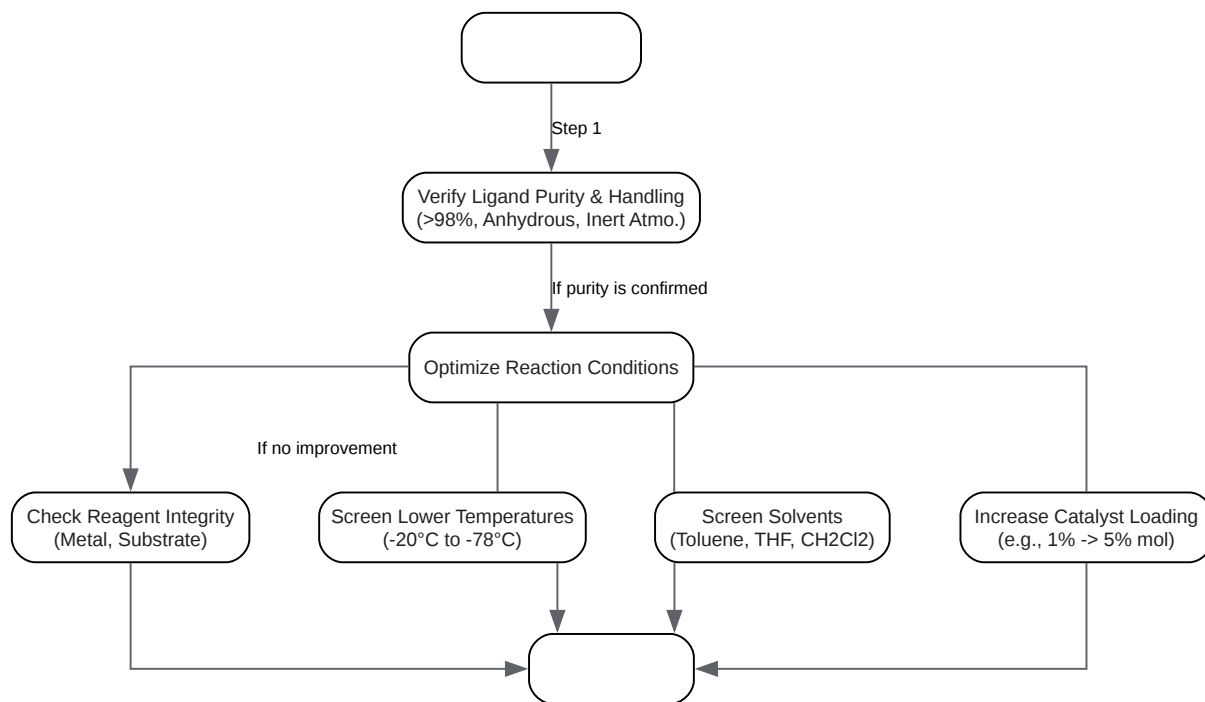 Step 1
Verify Ligand Purity & Handling
(>98%, Anhydrous, Inert Atmo.)
If purity is confirmed
Optimize Reaction Conditions
If no improvement
Check Reagent Integrity
(Metal, Substrate)
Screen Lower Temperatures
(-20°C to -78°C)
Screen Solvents
(Toluene, THF, CH2Cl2)
Increase Catalyst Loading
(e.g., 1% -> 5% mol)